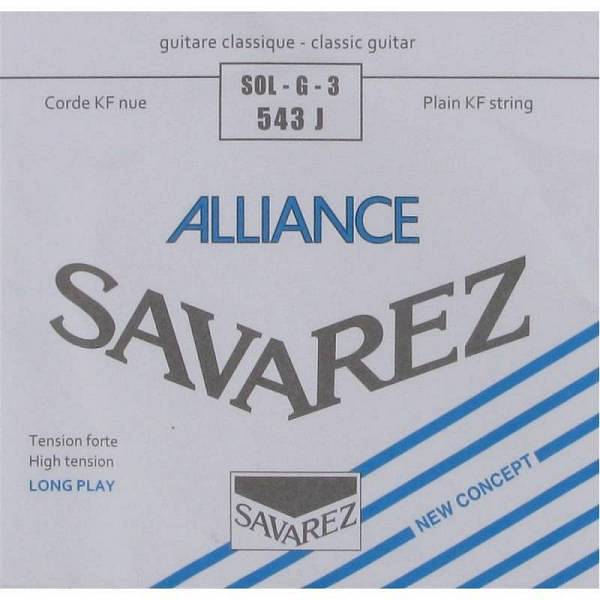 guitare classique - classic guitar
Corde KF nue
SOL - G - 3
543 J
Plain KF string
ALLIANCE
SAVAREZ
Tension forte
High tension
LONG PLAY
SAVAREZ
NEW CONCEPT